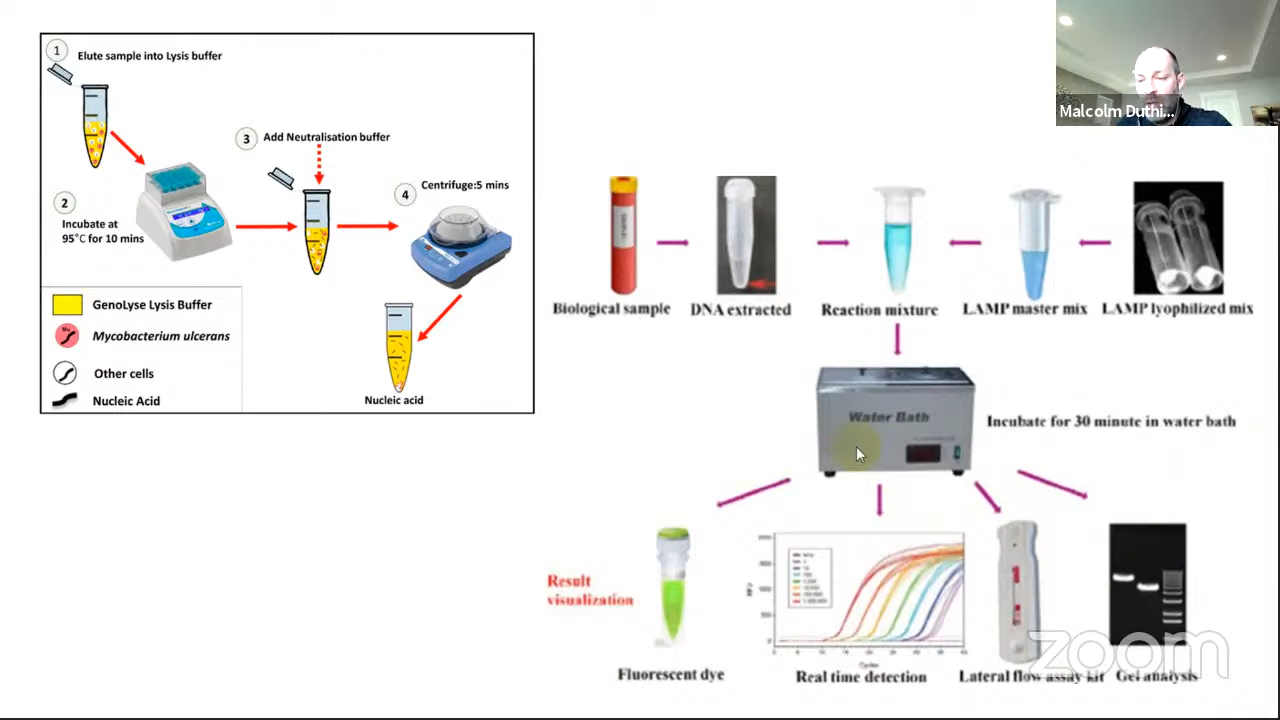 1
Elute sample into Lysis buffer
3
Add Neutralisation buffer
4
Centrifuge:5 mins
2
Incubate at
95°C for 10 mins
GenoLyse Lysis Buffer
Mycobacterium ulcerans
Other cells
Nucleic Acid
Nucleic acid
Malcolm Duthi...
Biological sample
DNA extracted
Reaction mixture
LAMP master mix
LAMP lyophilized mix
Water Bath
Incubate for 30 minute in water bath
Result
visualization
Fluorescent dye
Real time detection
Lateral flow assay kit
Gel analysis
Cycles
zoom